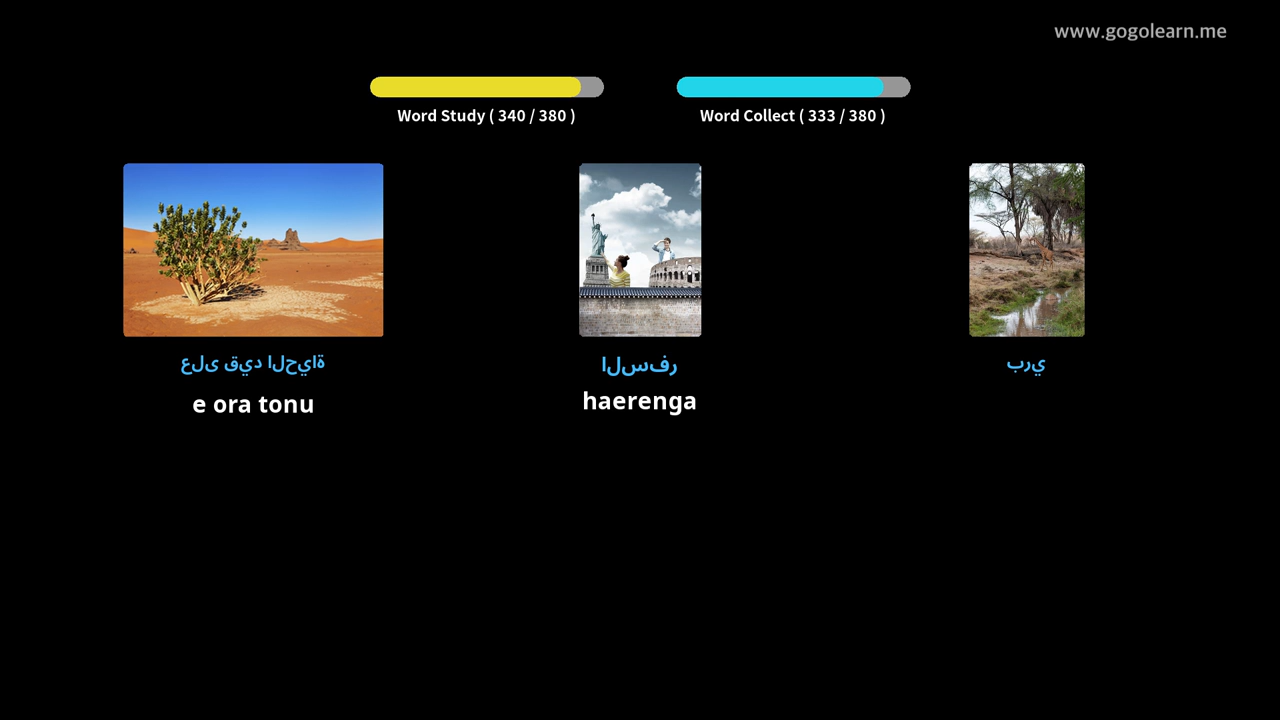 www.gogolearn.me
Word Study ( 340 / 380 )
Word Collect ( 333 / 380 )
على قيد الحياة
السفر
بري
e ora tonu
haerenga